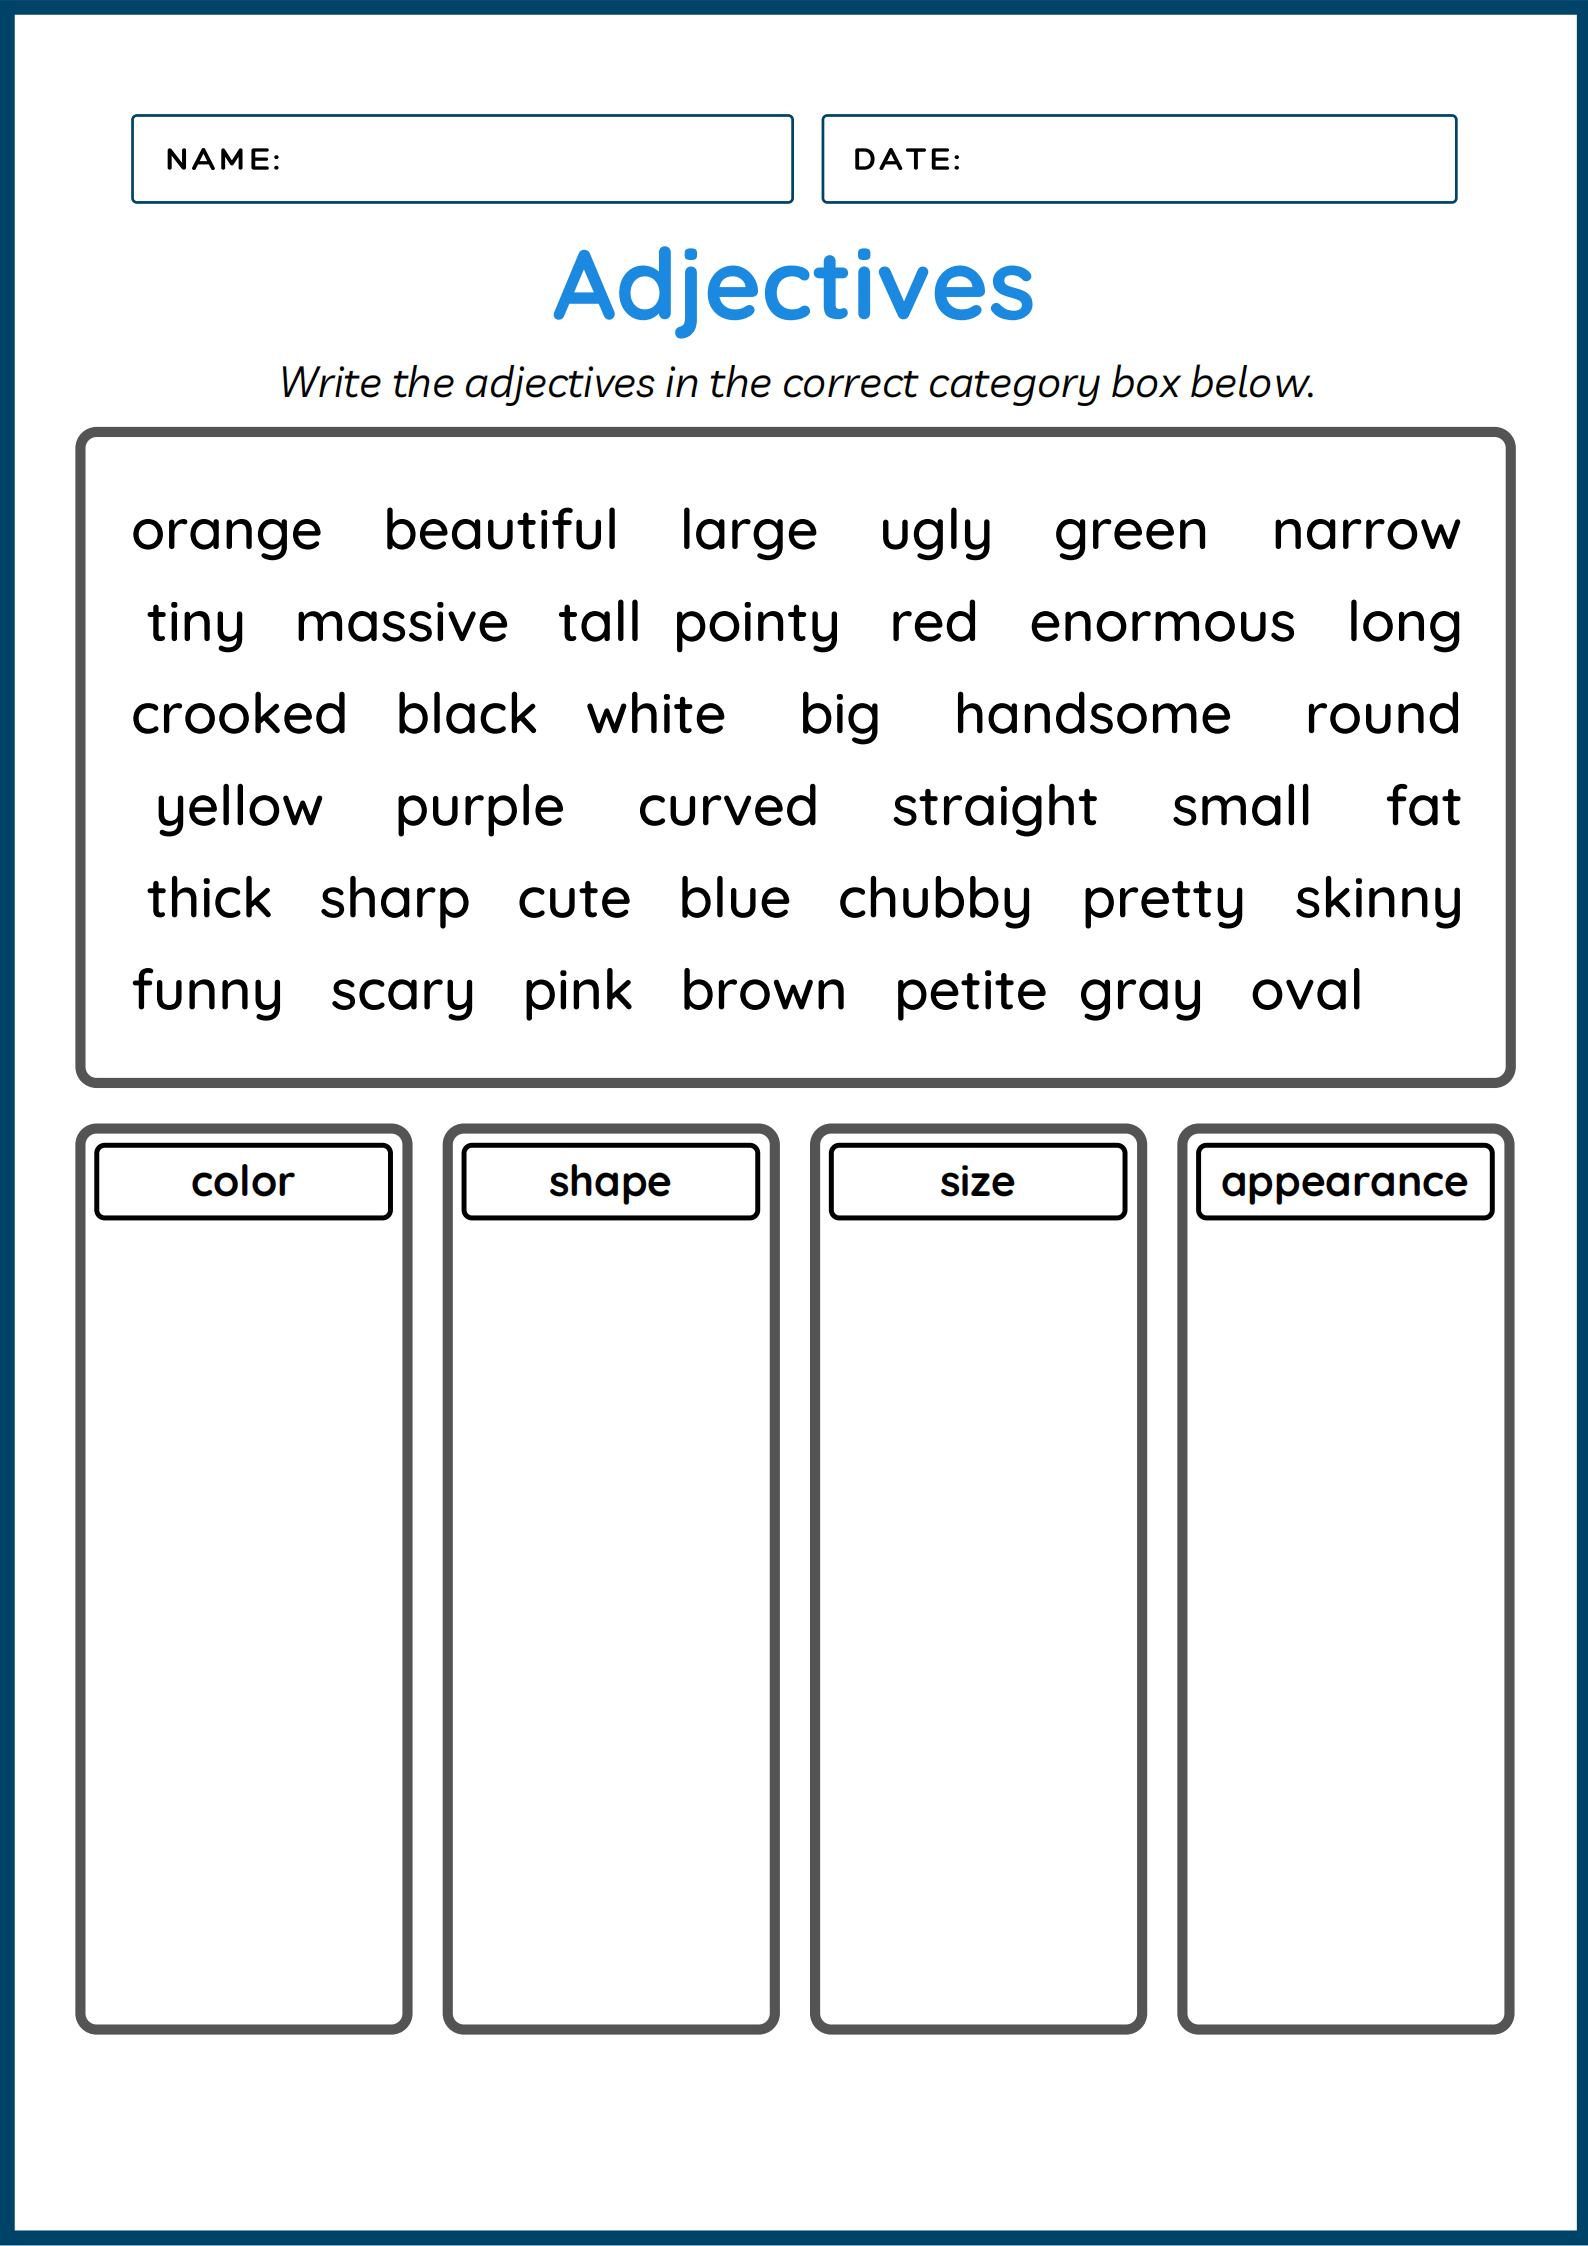 NAME:
DATE:
Adjectives
Write the adjectives in the correct category box below.
orange beautiful large ugly green narrow
tiny massive tall pointy red enormous long
crooked black white big handsome round
yellow purple curved straight small fat
thick sharp cute blue chubby pretty skinny
funny scary pink brown petite gray oval
color
shape
size
appearance